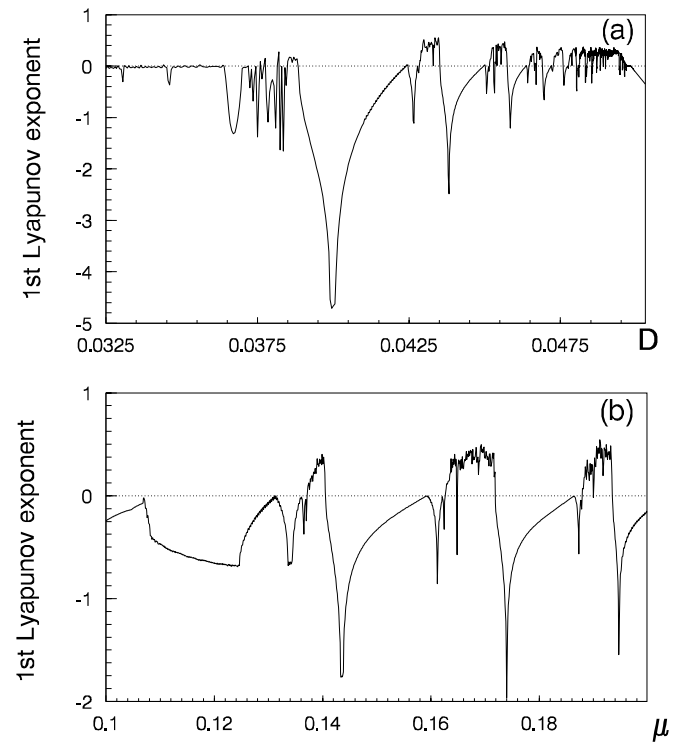 1
(a)
0
-1
-2
-3
-4
-5
1st Lyapunov exponent
0.0325 0.0375 0.0425 0.0475 D
1
(b)
0
-1
-2
1st Lyapunov exponent
0.1 0.12 0.14 0.16 0.18 μ